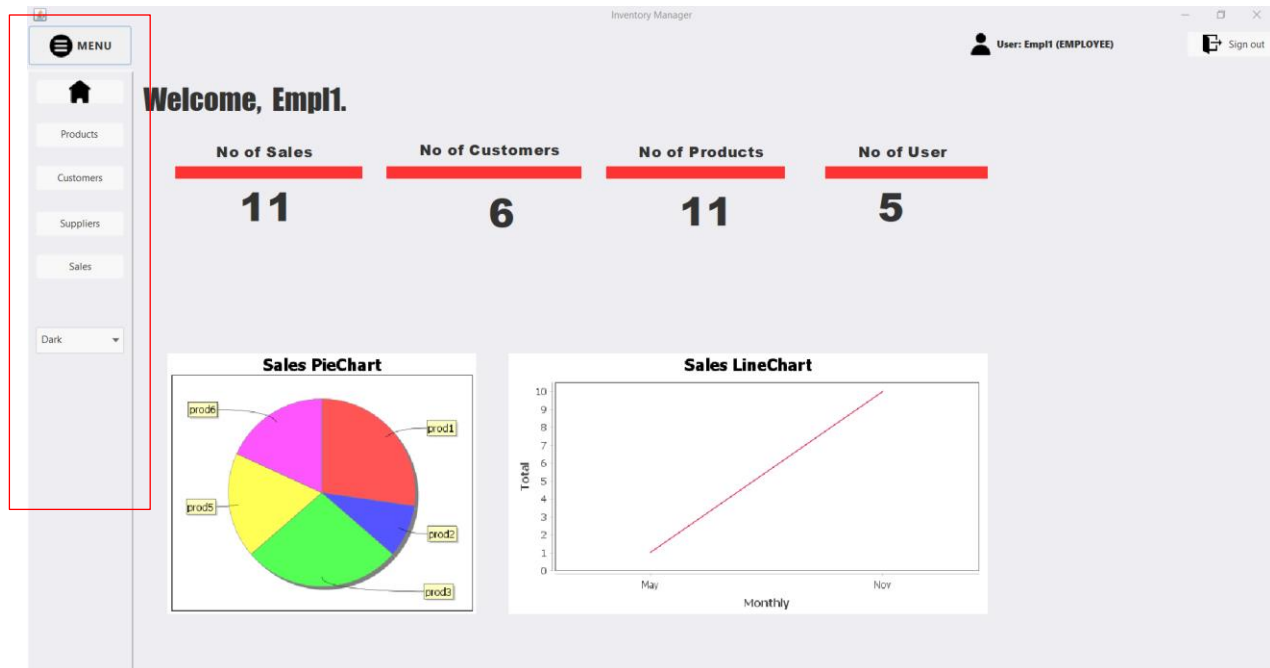 Inventory Manager
MENU
User: Empl1 (EMPLOYEE)
Sign out
Welcome, Empl1.
Products
Customers
Suppliers
Sales
Dark
No of Sales
No of Customers
No of Products
No of User
11
6
11
5
Sales PieChart
prod6
prod1
prod5
prod2
prod3
Sales LineChart
10
9
8
7
6
5
4
3
2
1
0
Total
May
Nov
Monthly